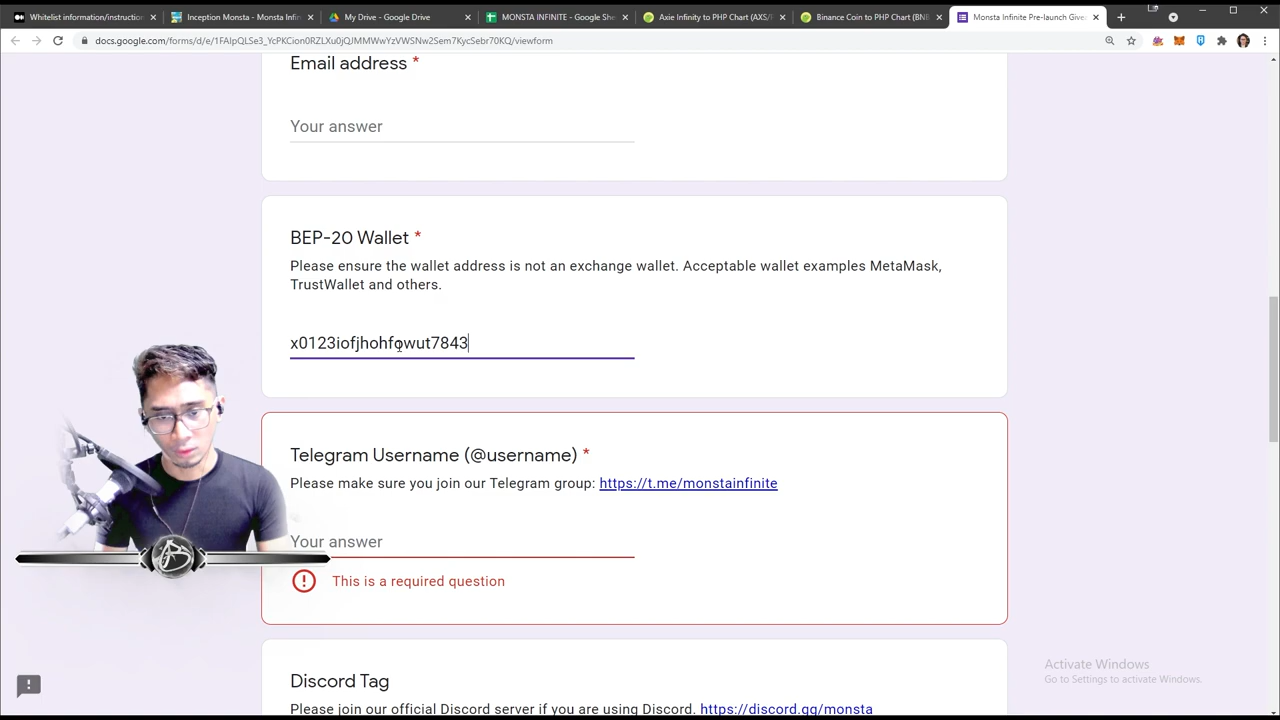 Whitelist information/instruction
Inception Monsta - Monsta Infin
My Drive - Google Drive
MONSTA INFINITE - Google She
Axie Infinity to PHP Chart (AXS/P
Binance Coin to PHP Chart (BNB
Monsta Infinite Pre-launch Give
docs.google.com/forms/d/e/1FAIpQLSe3_YcPKCion0RZLXu0jQJMMWwYzVWSNw2Sem7KycSebr70KQ/viewform
Email address *
Your answer
BEP-20 Wallet *
Please ensure the wallet address is not an exchange wallet. Acceptable wallet examples MetaMask,
TrustWallet and others.
x0123iofjhohfqwut7843
Telegram Username (@username) *
Please make sure you join our Telegram group: https://t.me/monstainfinite
Your answer
This is a required question
Discord Tag
Please join our official Discord server if you are using Discord. https://discord.gg/monsta
Activate Windows
Go to Settings to activate Windows.